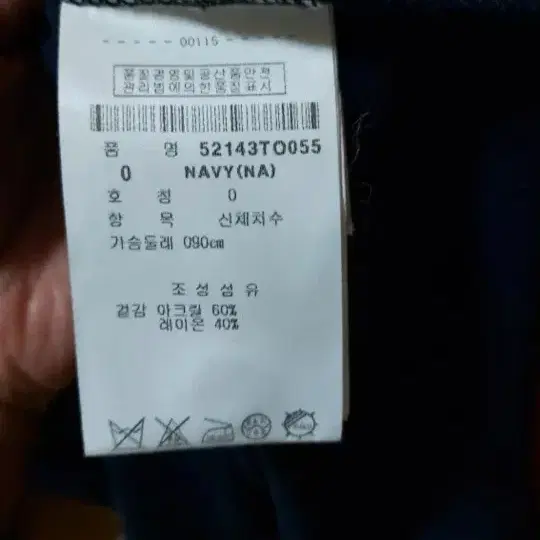 - - - - - 00115 - - - - -
품질경영및공산품안전
관리법에의한품질표시
품 명 52143TO055
0 NAVY(NA)
호 칭 0
항 목 신체치수
가슴둘레 090㎝
조성섬유
겉감 아크릴 60%
레이온 40%